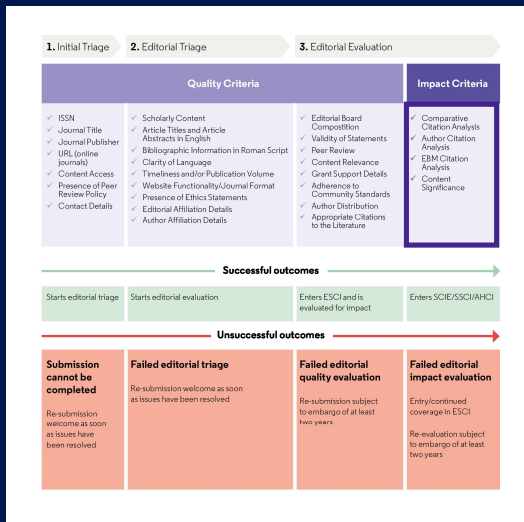 1. Initial Triage
2. Editorial Triage
3. Editorial Evaluation
Quality Criteria
Impact Criteria
✓ ISSN
✓ Journal Title
✓ Journal Publisher
✓ URL (online
journals)
✓ Content Access
✓ Presence of Peer
Review Policy
✓ Contact Details
✓ Scholarly Content
✓ Article Titles and Article
Abstracts in English
✓ Bibliographic Information in Roman Script
✓ Clarity of Language
✓ Timeliness and/or Publication Volume
✓ Website Functionality/Journal Format
✓ Presence of Ethics Statements
✓ Editorial Affiliation Details
✓ Author Affiliation Details
✓ Editorial Board
Compostition
✓ Validity of Statements
✓ Peer Review
✓ Content Relevance
✓ Grant Support Details
✓ Adherence to
Community Standards
✓ Author Distribution
✓ Appropriate Citations
to the Literature
✓ Comparative
Citation Analysis
✓ Author Citation
Analysis
✓ EBM Citation
Analysis
✓ Content
Significance
Successful outcomes
Starts editorial triage
Starts editorial evaluation
Enters ESCI and is
evaluated for impact
Enters SCIE/SSCI/AHCI
Unsuccessful outcomes
Submission
cannot be
completed
Re-submission
welcome as soon
as issues have
been resolved
Failed editorial triage
Re-submission welcome as soon
as issues have been resolved
Failed editorial
quality evaluation
Re-submission subject
to embargo of at least
two years
Failed editorial
impact evaluation
Entry/continued
coverage in ESCI
Re-evaluation subject
to embargo of at least
two years